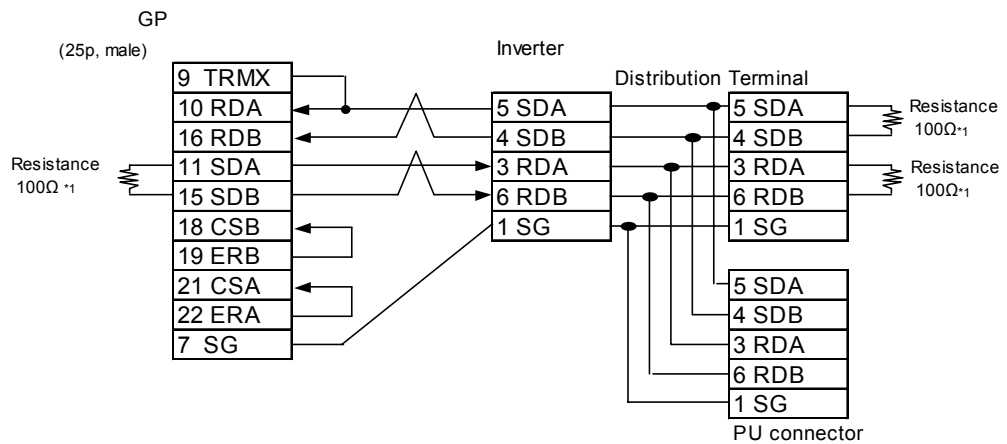 GP
(25p, male)
9 TRMX
10 RDA
16 RDB
11 SDA
15 SDB
18 CSB
19 ERB
21 CSA
22 ERA
7 SG
Resistance
100Ω *1
Inverter
5 SDA
4 SDB
3 RDA
6 RDB
1 SG
Distribution Terminal
5 SDA
4 SDB
3 RDA
6 RDB
1 SG
Resistance
100Ω*1
Resistance
100Ω*1
5 SDA
4 SDB
3 RDA
6 RDB
1 SG
PU connector